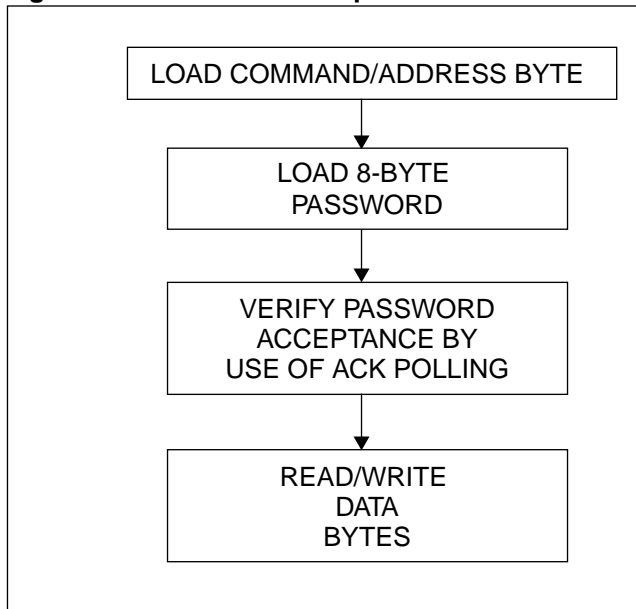 LOAD COMMAND/ADDRESS BYTE
LOAD 8-BYTE
PASSWORD
VERIFY PASSWORD
ACCEPTANCE BY
USE OF ACK POLLING
READ/WRITE
DATA
BYTES